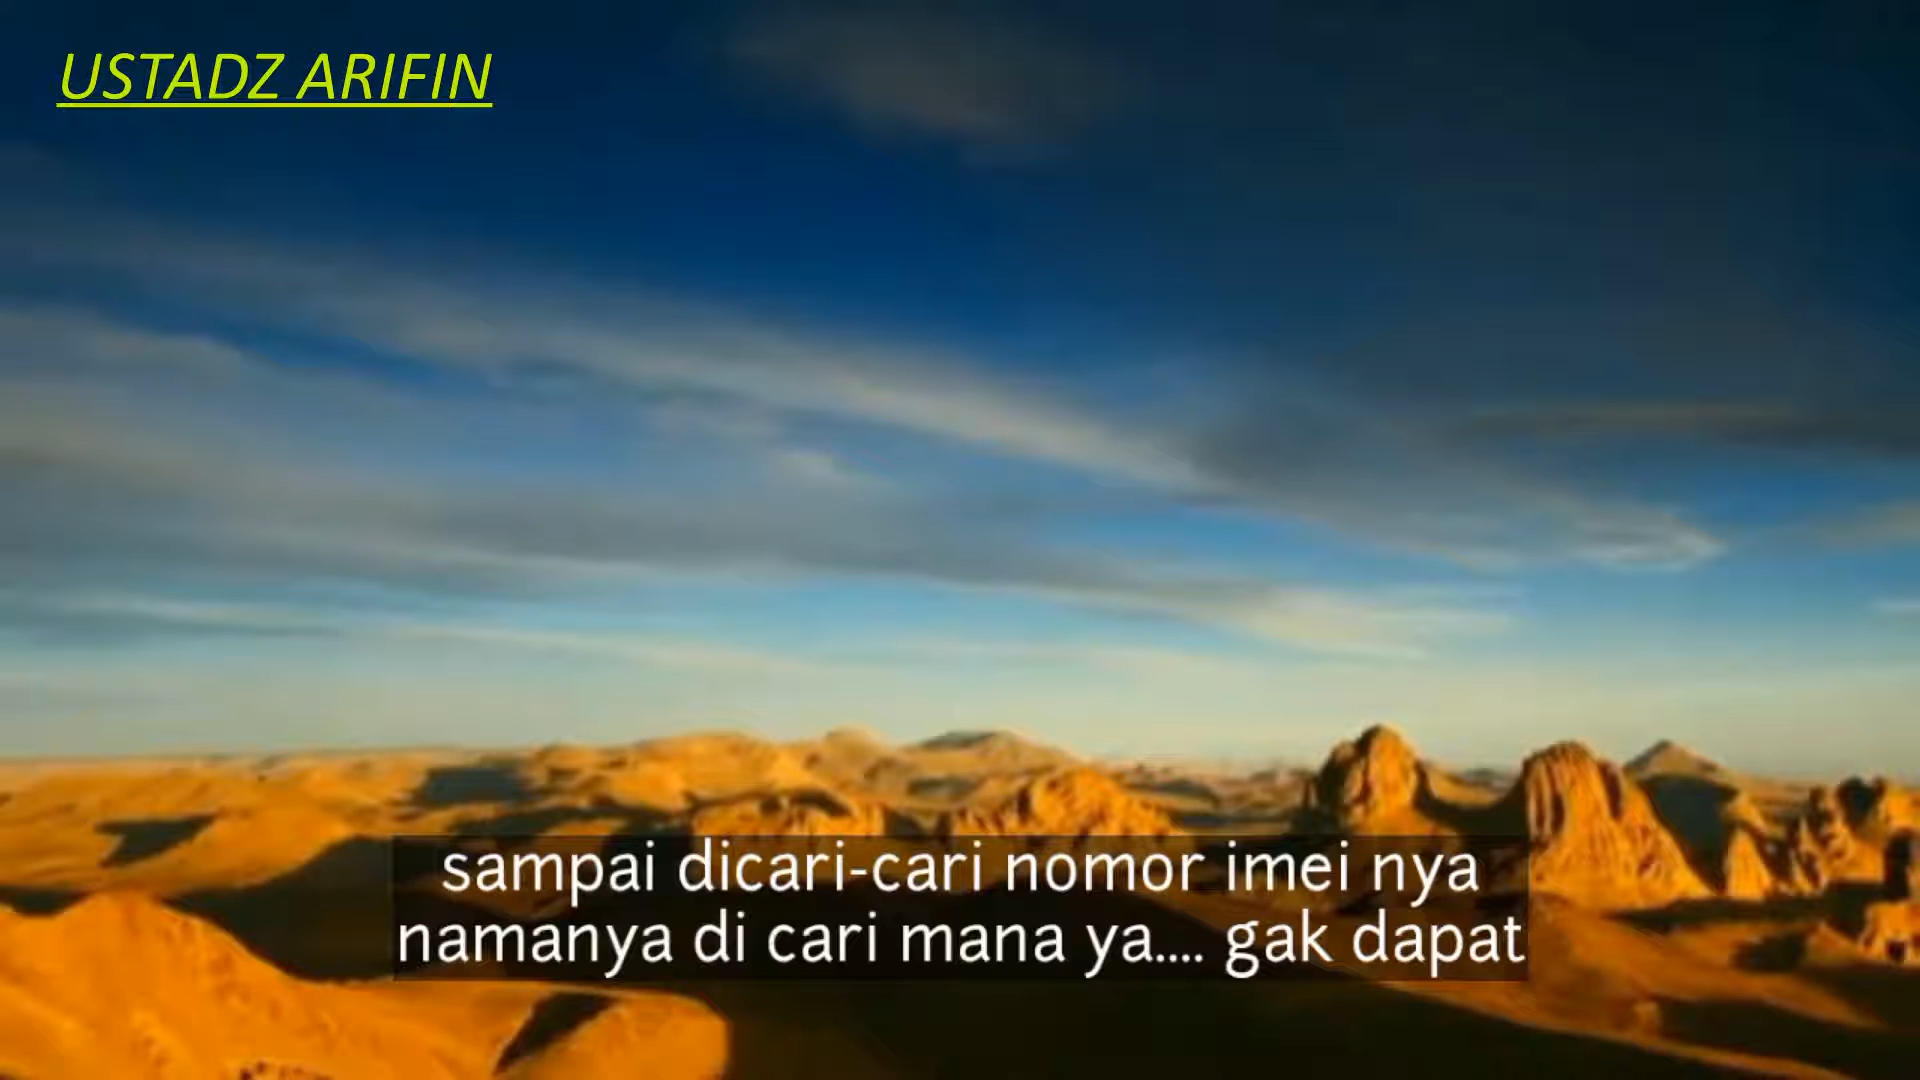 USTADZ ARIFIN
sampai dicari-cari nomor imei nya
namanya di cari mana ya.... gak dapat